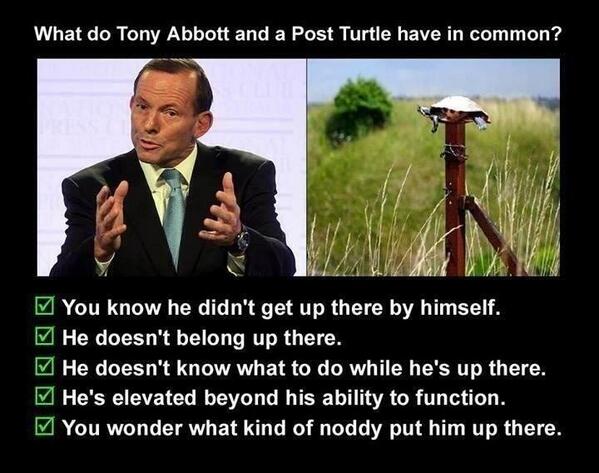 What do Tony Abbott and a Post Turtle have in common?
You know he didn't get up there by himself.
He doesn't belong up there.
He doesn't know what to do while he's up there.
He's elevated beyond his ability to function.
You wonder what kind of noddy put him up there.